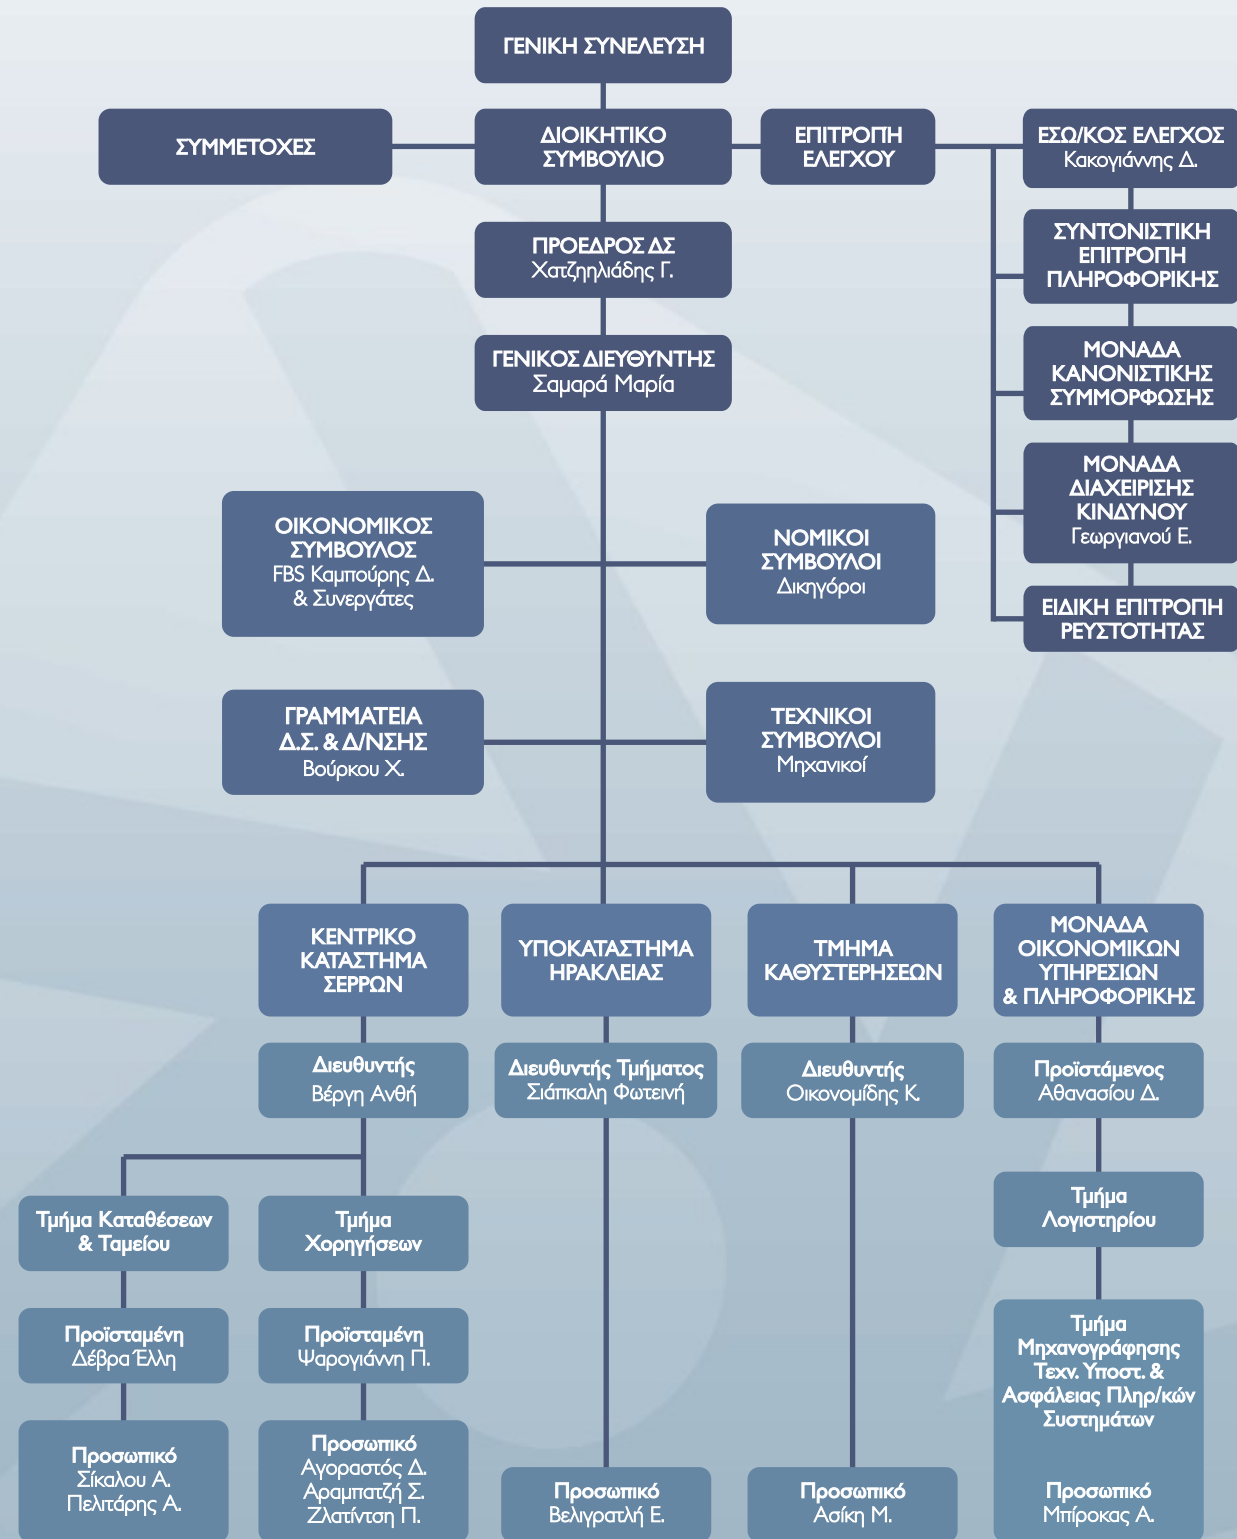 ΓΕΝΙΚΗ ΣΥΝΕΛΕΥΣΗ
ΣΥΜΜΕΤΟΧΕΣ
ΔΙΟΙΚΗΤΙΚΟ
ΣΥΜΒΟΥΛΙΟ
ΕΠΙΤΡΟΠΗ
ΕΛΕΓΧΟΥ
ΕΣΩ/ΚΟΣ ΕΛΕΓΧΟΣ
Κακογιάννης Δ.
ΣΥΝΤΟΝΙΣΤΙΚΗ
ΕΠΙΤΡΟΠΗ
ΠΛΗΡΟΦΟΡΙΚΗΣ
ΠΡΟΕΔΡΟΣ ΔΣ
Χατζηηλιάδης Γ.
ΓΕΝΙΚΟΣ ΔΙΕΥΘΥΝΤΗΣ
Σαμαρά Μαρία
ΜΟΝΑΔΑ
ΚΑΝΟΝΙΣΤΙΚΗΣ
ΣΥΜΜΟΡΦΩΣΗΣ
ΜΟΝΑΔΑ
ΔΙΑΧΕΙΡΙΣΗΣ
ΚΙΝΔΥΝΟΥ
Γεωργιανού Ε.
ΕΙΔΙΚΗ ΕΠΙΤΡΟΠΗ
ΡΕΥΣΤΟΤΗΤΑΣ
ΟΙΚΟΝΟΜΙΚΟΣ
ΣΥΜΒΟΥΛΟΣ
FBS Καμπούρης Δ.
& Συνεργάτες
ΝΟΜΙΚΟΙ
ΣΥΜΒΟΥΛΟΙ
Δικηγόροι
ΓΡΑΜΜΑΤΕΙΑ
Δ.Σ. & Δ/ΝΣΗΣ
Βούρκου Χ.
ΤΕΧΝΙΚΟΙ
ΣΥΜΒΟΥΛΟΙ
Μηχανικοί
ΚΕΝΤΡΙΚΟ
ΚΑΤΑΣΤΗΜΑ
ΣΕΡΡΩΝ
ΥΠΟΚΑΤΑΣΤΗΜΑ
ΗΡΑΚΛΕΙΑΣ
ΤΜΗΜΑ
ΚΑΘΥΣΤΕΡΗΣΕΩΝ
ΜΟΝΑΔΑ
ΟΙΚΟΝΟΜΙΚΩΝ
ΥΠΗΡΕΣΙΩΝ
& ΠΛΗΡΟΦΟΡΙΚΗΣ
Διευθυντής
Βέργη Ανθή
Διευθυντής Τμήματος
Σιάπκαλη Φωτεινή
Διευθυντής
Οικονομίδης Κ.
Προϊστάμενος
Αθανασίου Δ.
Τμήμα Καταθέσεων
& Ταμείου
Τμήμα
Χορηγήσεων
Τμήμα
Λογιστηρίου
Προϊσταμένη
Δέβρα Έλλη
Προϊσταμένη
Ψαρογιάννη Π.
Τμήμα
Μηχανογράφησης
Τεχν. Υποστ. &
Ασφάλειας Πληρ/κών
Συστημάτων
Προσωπικό
Σίκαλου Α.
Πελιτάρης Α.
Προσωπικό
Αγοραστός Δ.
Αραμπατζή Σ.
Ζλατίντση Π.
Προσωπικό
Βελιγρατλή Ε.
Προσωπικό
Ασίκη Μ.
Προσωπικό
Μπίροκας Α.